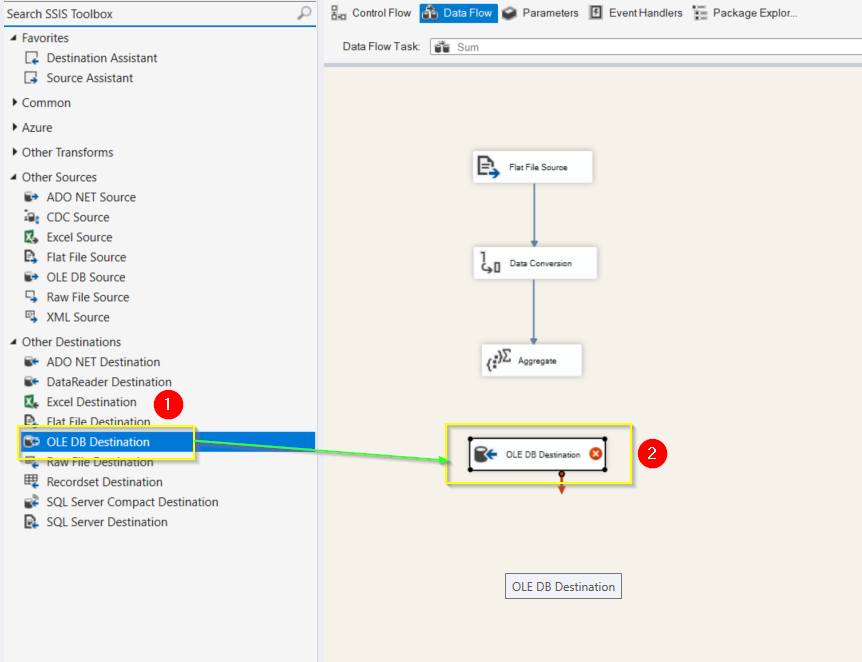 Search SSIS Toolbox
Favorites
Destination Assistant
Source Assistant
Common
Azure
Other Transforms
Other Sources
ADO NET Source
CDC Source
Excel Source
Flat File Source
OLE DB Source
Raw File Source
XML Source
Other Destinations
ADO NET Destination
DataReader Destination
Excel Destination
1
Flat File Destination
OLE DB Destination
Raw File Destination
Recordset Destination
SQL Server Compact Destination
SQL Server Destination
Control Flow Data Flow Parameters Event Handlers Package Explor...
Data Flow Task: Sum
Flat File Source
Data Conversion
Aggregate
OLE DB Destination
2
OLE DB Destination